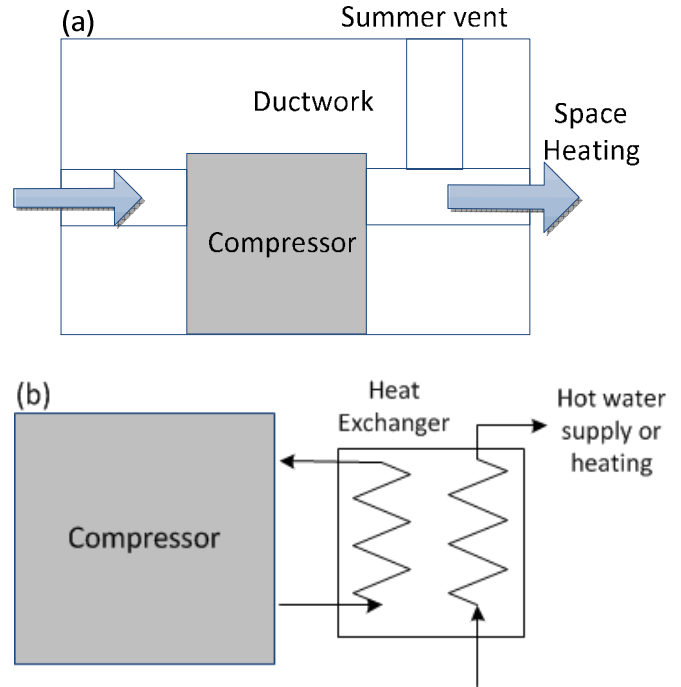 (a)
Summer vent
Ductwork
Space
Heating
Compressor
(b)
Heat
Exchanger
Hot water
supply or
heating
Compressor